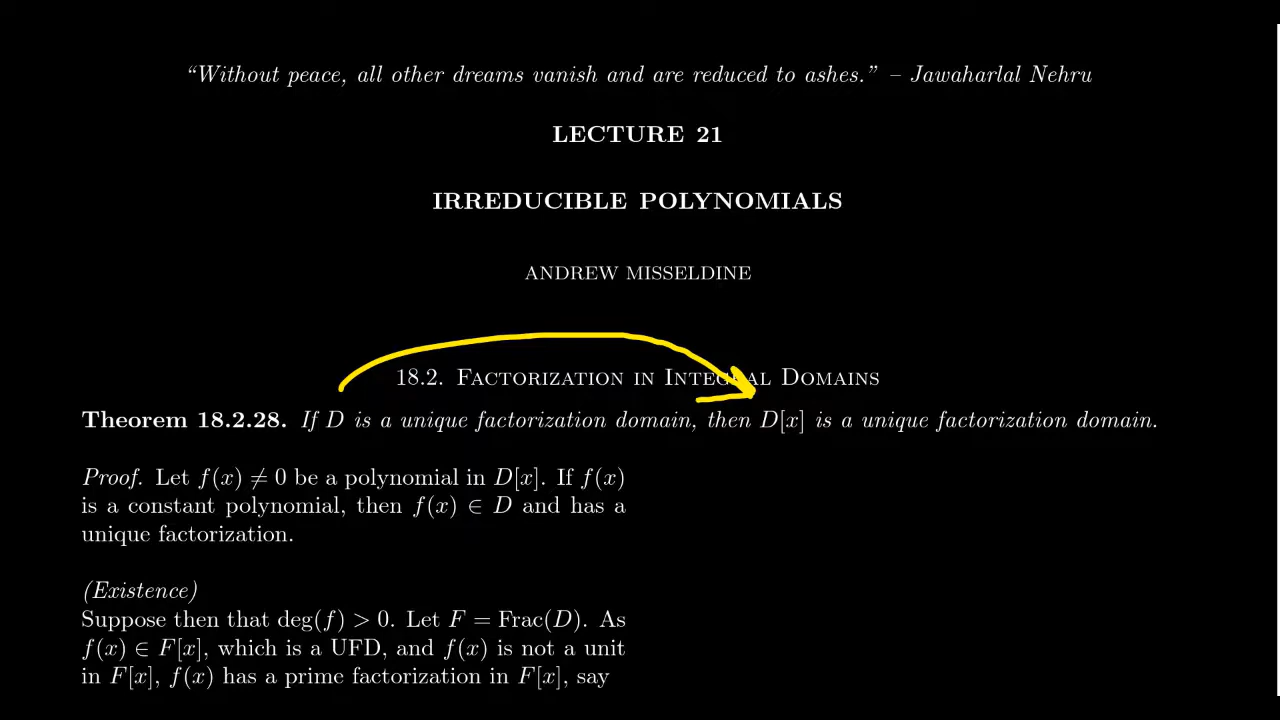 “Without peace, all other dreams vanish and are reduced to ashes.” – Jawaharlal Nehru
LECTURE 21
IRREDUCIBLE POLYNOMIALS
ANDREW MISSELDINE
18.2. Factorization in Integral Domains
Theorem 18.2.28. If D is a unique factorization domain, then D[x] is a unique factorization domain.
Proof. Let f(x) ≠ 0 be a polynomial in D[x]. If f(x)
is a constant polynomial, then f(x) ∈ D and has a
unique factorization.
(Existence)
Suppose then that deg(f) > 0. Let F = Frac(D). As
f(x) ∈ F[x], which is a UFD, and f(x) is not a unit
in F[x], f(x) has a prime factorization in F[x], say